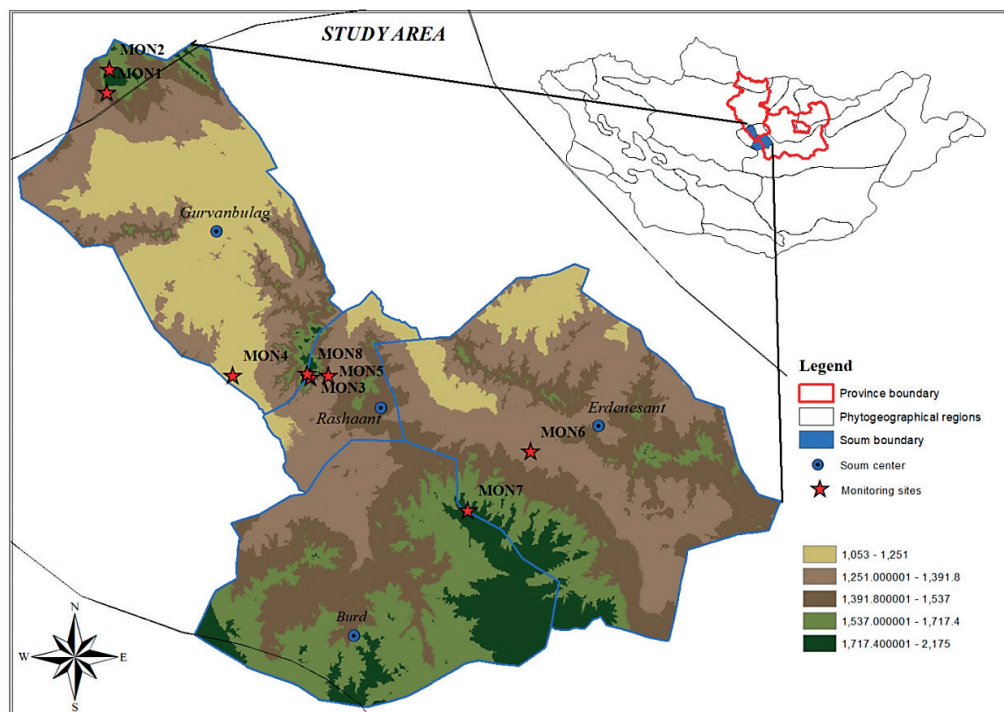 STUDY AREA
MON2
MON1
Gurvanbulag
MON4
MON8
MON5
MON3
Rashaant
Erdenesant
MON6
MON7
Burd
N
W E
S
Legend
Province boundary
Phytogeographical regions
Soum boundary
Soum center
Monitoring sites
1,053 - 1,251
1,251.000001 - 1,391.8
1,391.800001 - 1,537
1,537.000001 - 1,717.4
1,717.400001 - 2,175